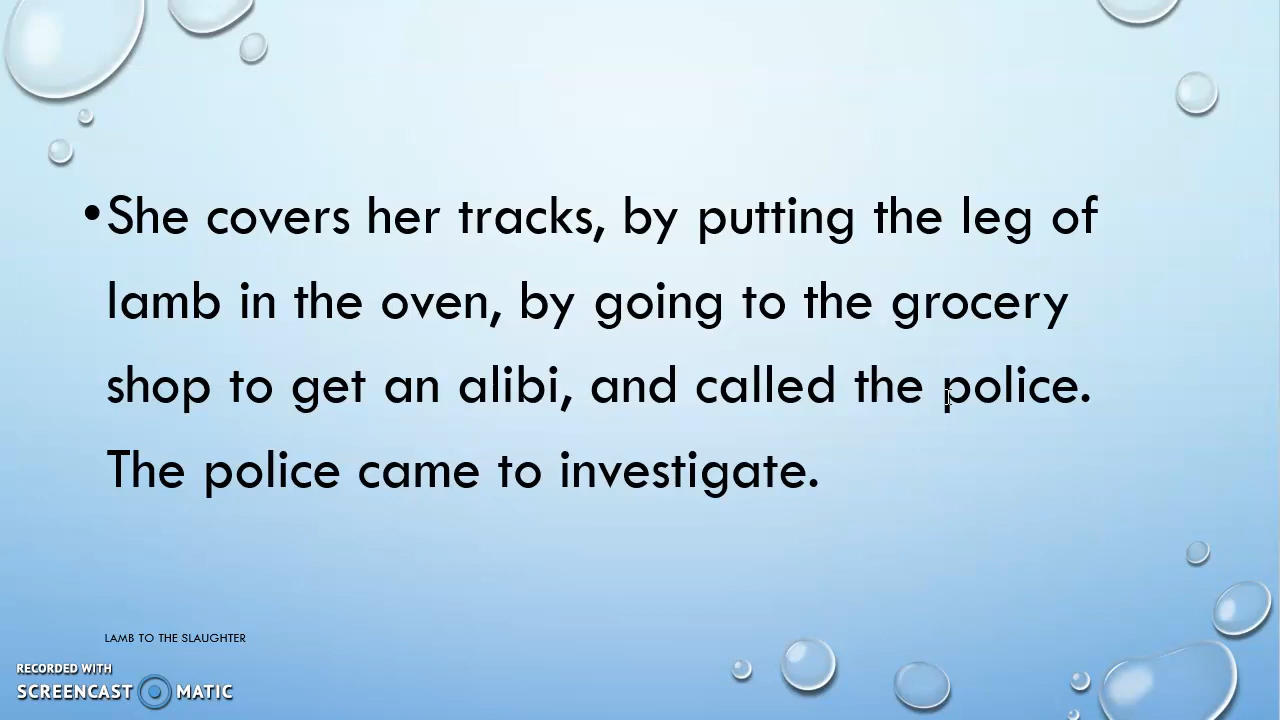 •She covers her tracks, by putting the leg of
lamb in the oven, by going to the grocery
shop to get an alibi, and called the police.
The police came to investigate.
LAMB TO THE SLAUGHTER
RECORDED WITH
SCREENCAST MATIC